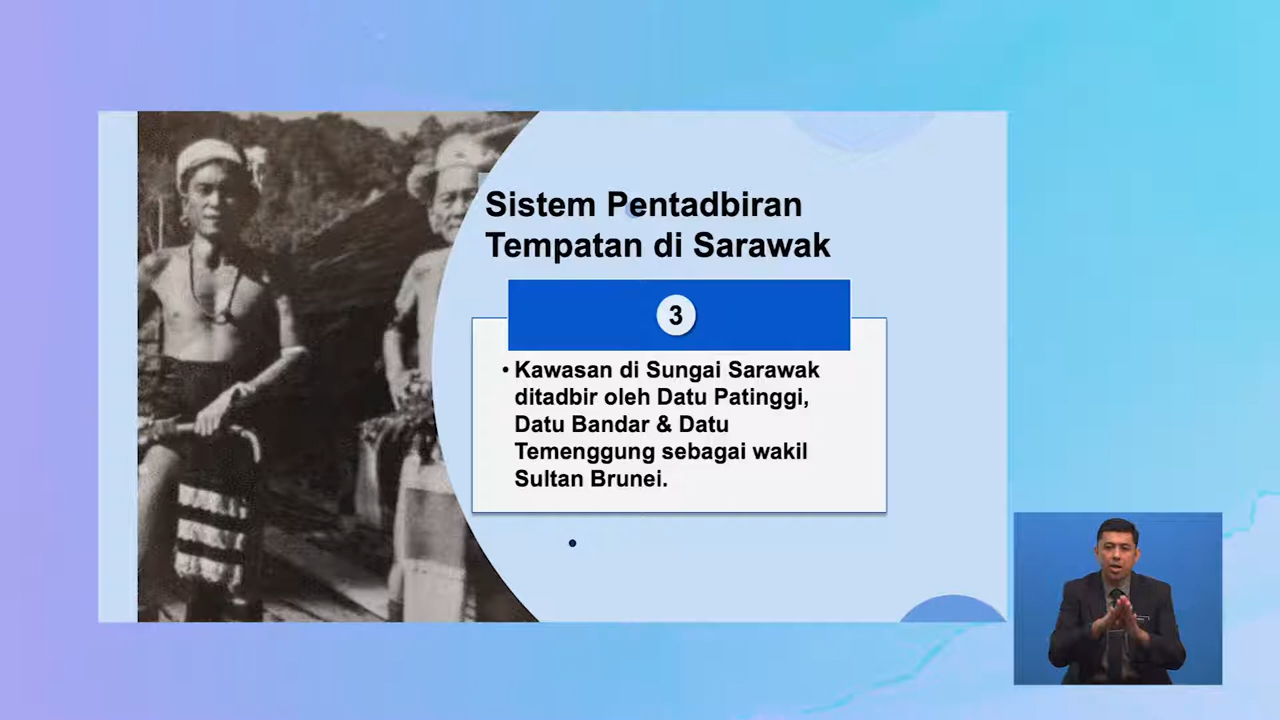 Sistem Pentadbiran
Tempatan di Sarawak
3
• Kawasan di Sungai Sarawak
ditadbir oleh Datu Patinggi,
Datu Bandar & Datu
Temenggung sebagai wakil
Sultan Brunei.